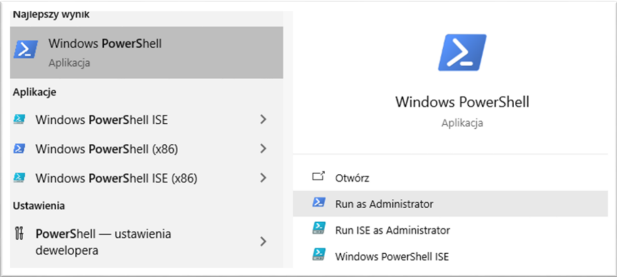 Najlepszy wynik
Windows PowerShell
Aplikacja
Aplikacje
Windows PowerShell ISE
Windows PowerShell (x86)
Windows PowerShell ISE (x86)
Ustawienia
PowerShell — ustawienia
dewelopera
Windows PowerShell
Aplikacja
Otwórz
Run as Administrator
Run ISE as Administrator
Windows PowerShell ISE